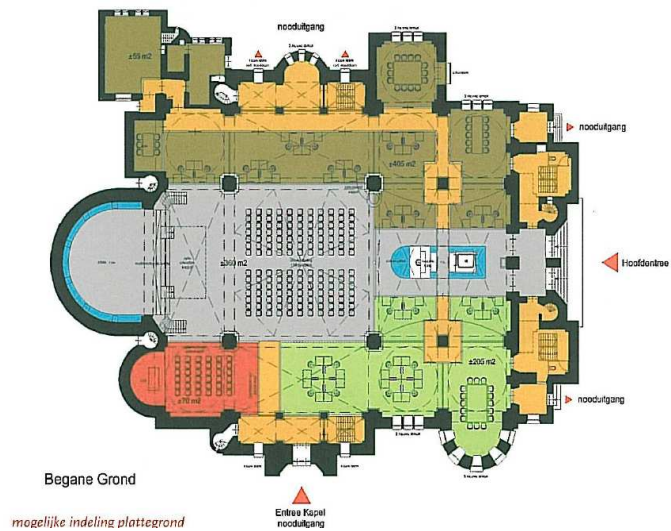 nooduitgang
±55 m2
nooduitgang
±405 m2
±360 m2
Hoofdentree
±205 m2
±70 m2
nooduitgang
Begane Grond
Entree Kapel
nooduitgang
mogelijke indeling plattegrond